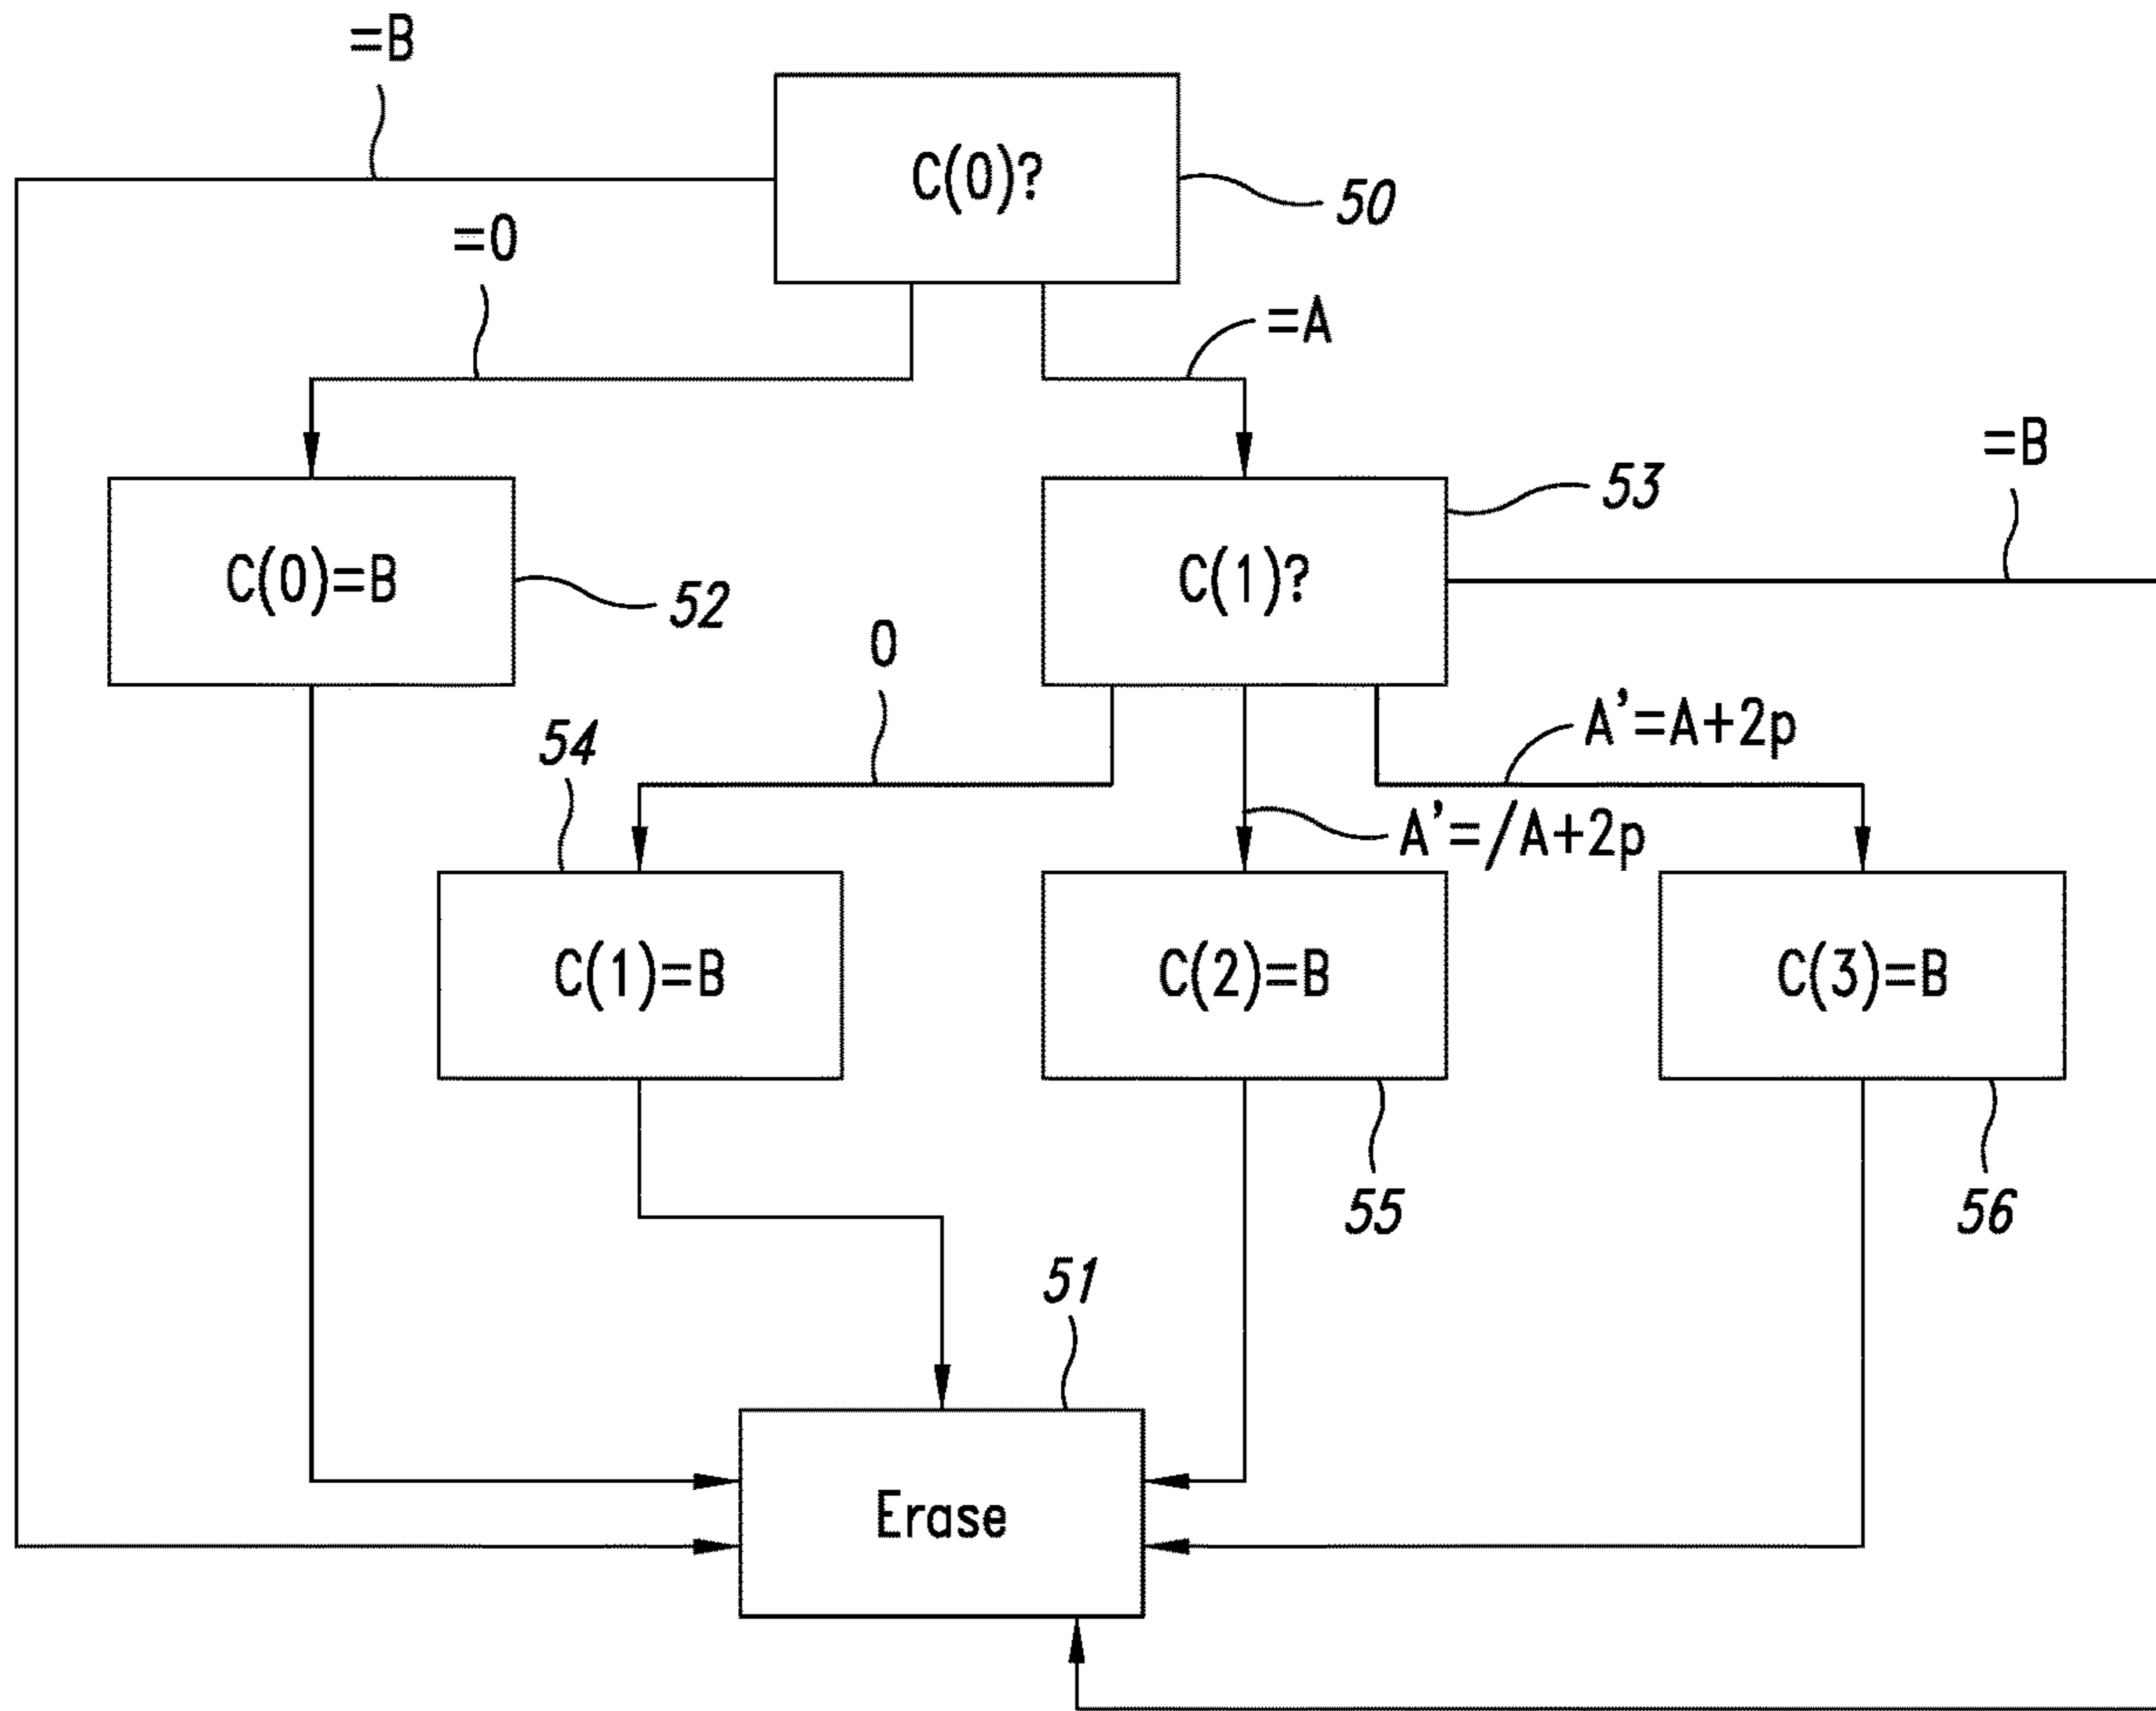 =B
C(0)?
50
=0
=A
=B
53
C(0)=B
52
C(1)?
0
54
A'=A+2p
A'=/A+2p
C(1)=B
C(2)=B
C(3)=B
55
56
51
Erase